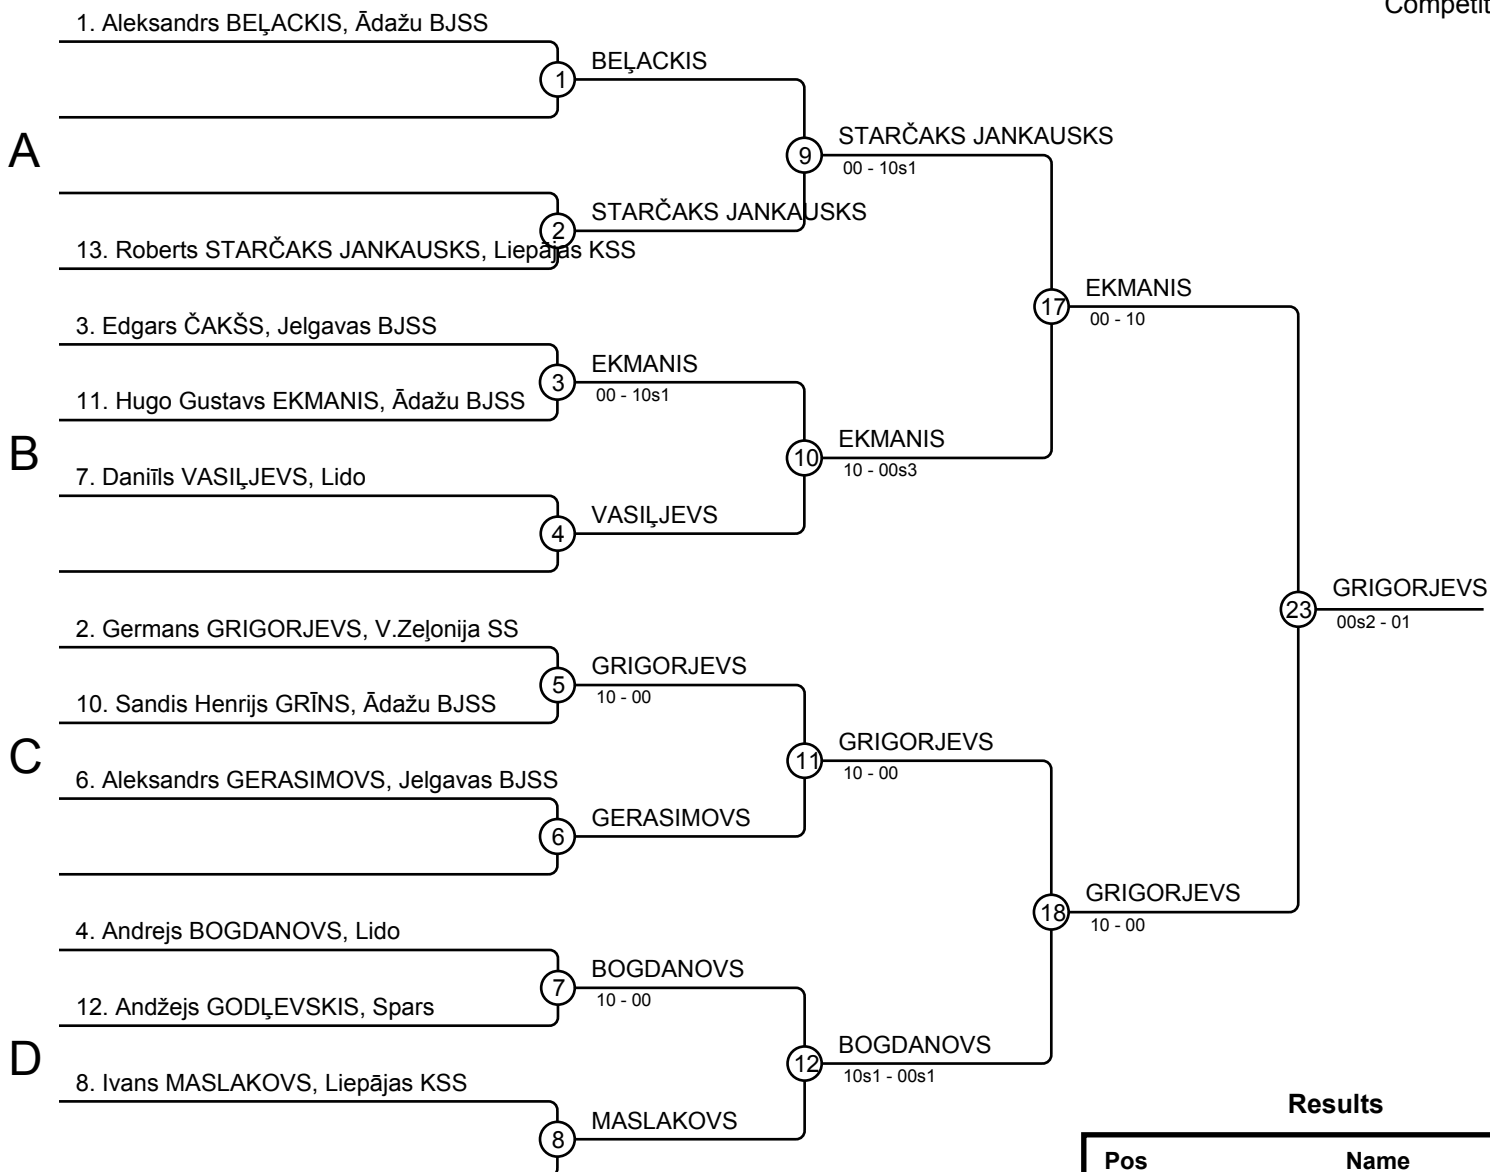 Competit
1. Aleksandrs BEĻACKIS, Ādažu BJSS
1
BEĻACKIS
A
9
STARČAKS JANKAUSKS
00 - 10s1
2
STARČAKS JANKAUSKS
13. Roberts STARČAKS JANKAUSKS, Liepājas KSS
17
EKMANIS
00 - 10
3. Edgars ČAKŠS, Jelgavas BJSS
3
EKMANIS
00 - 10s1
11. Hugo Gustavs EKMANIS, Ādažu BJSS
B
10
EKMANIS
10 - 00s3
7. Daniīls VASIĻJEVS, Lido
4
VASIĻJEVS
23
GRIGORJEVS
00s2 - 01
2. Germans GRIGORJEVS, V.Zeļonija SS
5
GRIGORJEVS
10 - 00
10. Sandis Henrijs GRĪNS, Ādažu BJSS
C
11
GRIGORJEVS
10 - 00
6. Aleksandrs GERASIMOVS, Jelgavas BJSS
6
GERASIMOVS
18
GRIGORJEVS
10 - 00
4. Andrejs BOGDANOVS, Lido
7
BOGDANOVS
10 - 00
12. Andžejs GODĻEVSKIS, Spars
D
12
BOGDANOVS
10s1 - 00s1
8. Ivans MASLAKOVS, Liepājas KSS
8
MASLAKOVS
Results
Pos Name